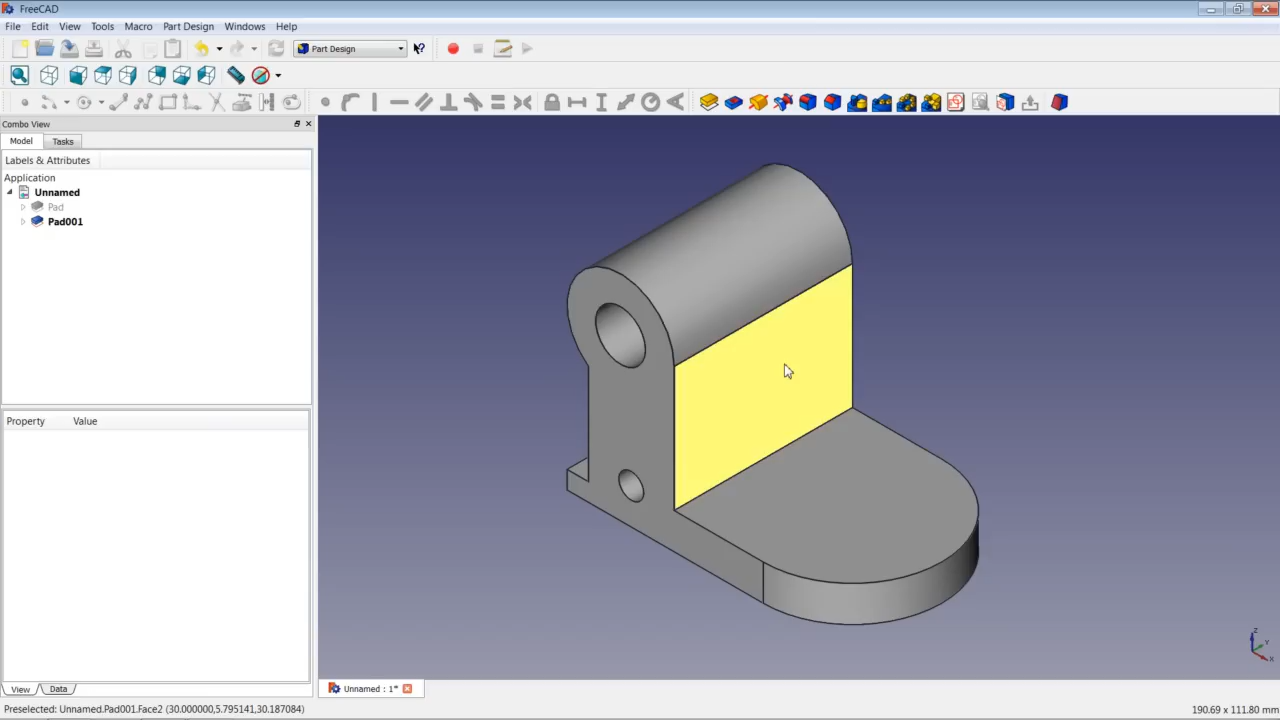 FreeCAD
File Edit View Tools Macro Part Design Windows Help
Part Design
Combo View
Model Tasks
Labels & Attributes
Application
Unnamed
Pad
Pad001
Property Value
View Data
Unnamed : 1*
Z
Y
X
Preselected: Unnamed.Pad001.Face2 (30.000000,5.795141,30.187084)
190.69 x 111.80 mm